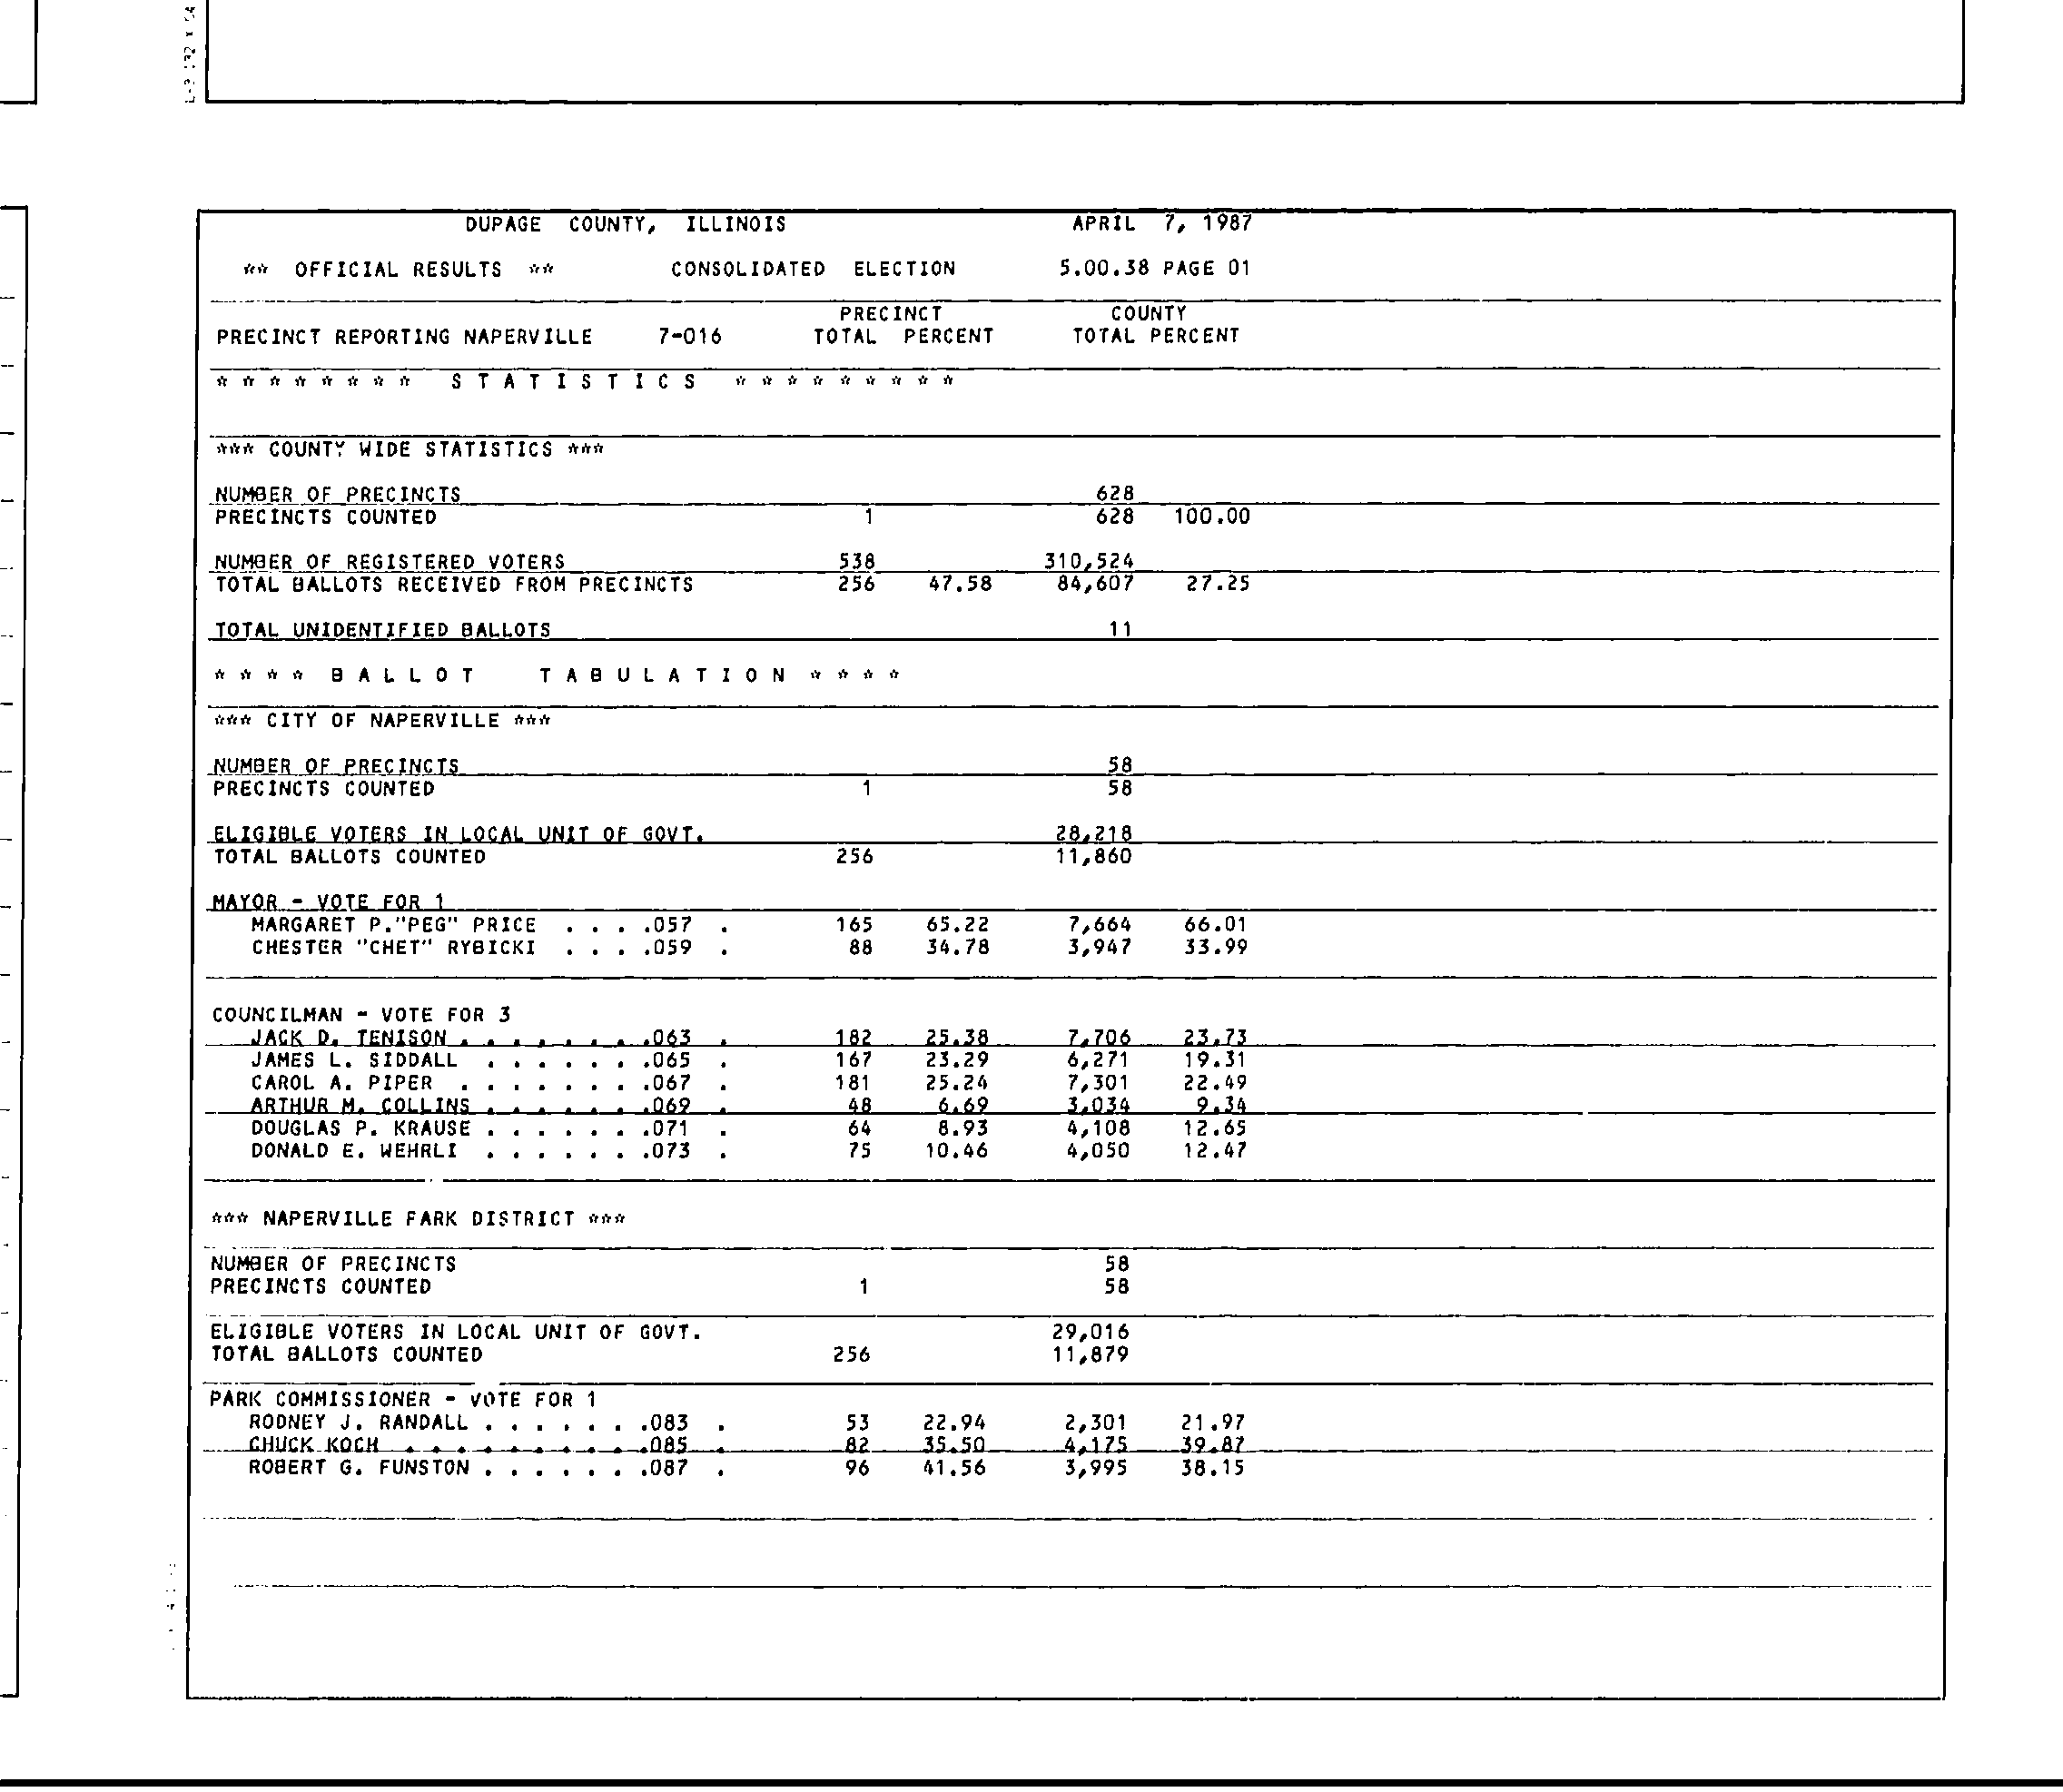 DUPAGE COUNTY, ILLINOIS APRIL 7, 1987
** OFFICIAL RESULTS ** CONSOLIDATED ELECTION 5.00.38 PAGE 01
PRECINCT COUNTY
PRECINCT REPORTING NAPERVILLE 7-016 TOTAL PERCENT TOTAL PERCENT
* * * * * * * * S T A T I S T I C S * * * * * * * * *
*** COUNTY WIDE STATISTICS ***
NUMBER OF PRECINCTS 628
PRECINCTS COUNTED 1 628 100.00
NUMBER OF REGISTERED VOTERS 538 310,524
TOTAL BALLOTS RECEIVED FROM PRECINCTS 256 47.58 84,607 27.25
TOTAL UNIDENTIFIED BALLOTS 11
* * * * B A L L O T T A B U L A T I O N * * * *
*** CITY OF NAPERVILLE ***
NUMBER OF PRECINCTS 58
PRECINCTS COUNTED 1 58
ELIGIBLE VOTERS IN LOCAL UNIT OF GOVT. 28,218
TOTAL BALLOTS COUNTED 256 11,860
MAYOR - VOTE FOR 1
MARGARET P."PEG" PRICE . . . .057 . 165 65.22 7,664 66.01
CHESTER "CHET" RYBICKI . . . .059 . 88 34.78 3,947 33.99
COUNCILMAN - VOTE FOR 3
JACK D. TENISON . . . . . . . .063 . 182 25.38 7,706 23.73
JAMES L. SIDDALL . . . . . . .065 . 167 23.29 6,271 19.31
CAROL A. PIPER . . . . . . . .067 . 181 25.24 7,301 22.49
ARTHUR M. COLLINS . . . . . . .069 . 48 6.69 3,034 9.34
DOUGLAS P. KRAUSE . . . . . . .071 . 64 8.93 4,108 12.65
DONALD E. WEHRLI . . . . . . .073 . 75 10.46 4,050 12.47
*** NAPERVILLE PARK DISTRICT ***
NUMBER OF PRECINCTS 58
PRECINCTS COUNTED 1 58
ELIGIBLE VOTERS IN LOCAL UNIT OF GOVT. 29,016
TOTAL BALLOTS COUNTED 256 11,879
PARK COMMISSIONER - VOTE FOR 1
RODNEY J. RANDALL . . . . . . .083 . 53 22.94 2,301 21.97
CHUCK KOCH . . . . . . . . . .085 . 82 35.50 4,175 39.87
ROBERT G. FUNSTON . . . . . . .087 . 96 41.56 3,995 38.15